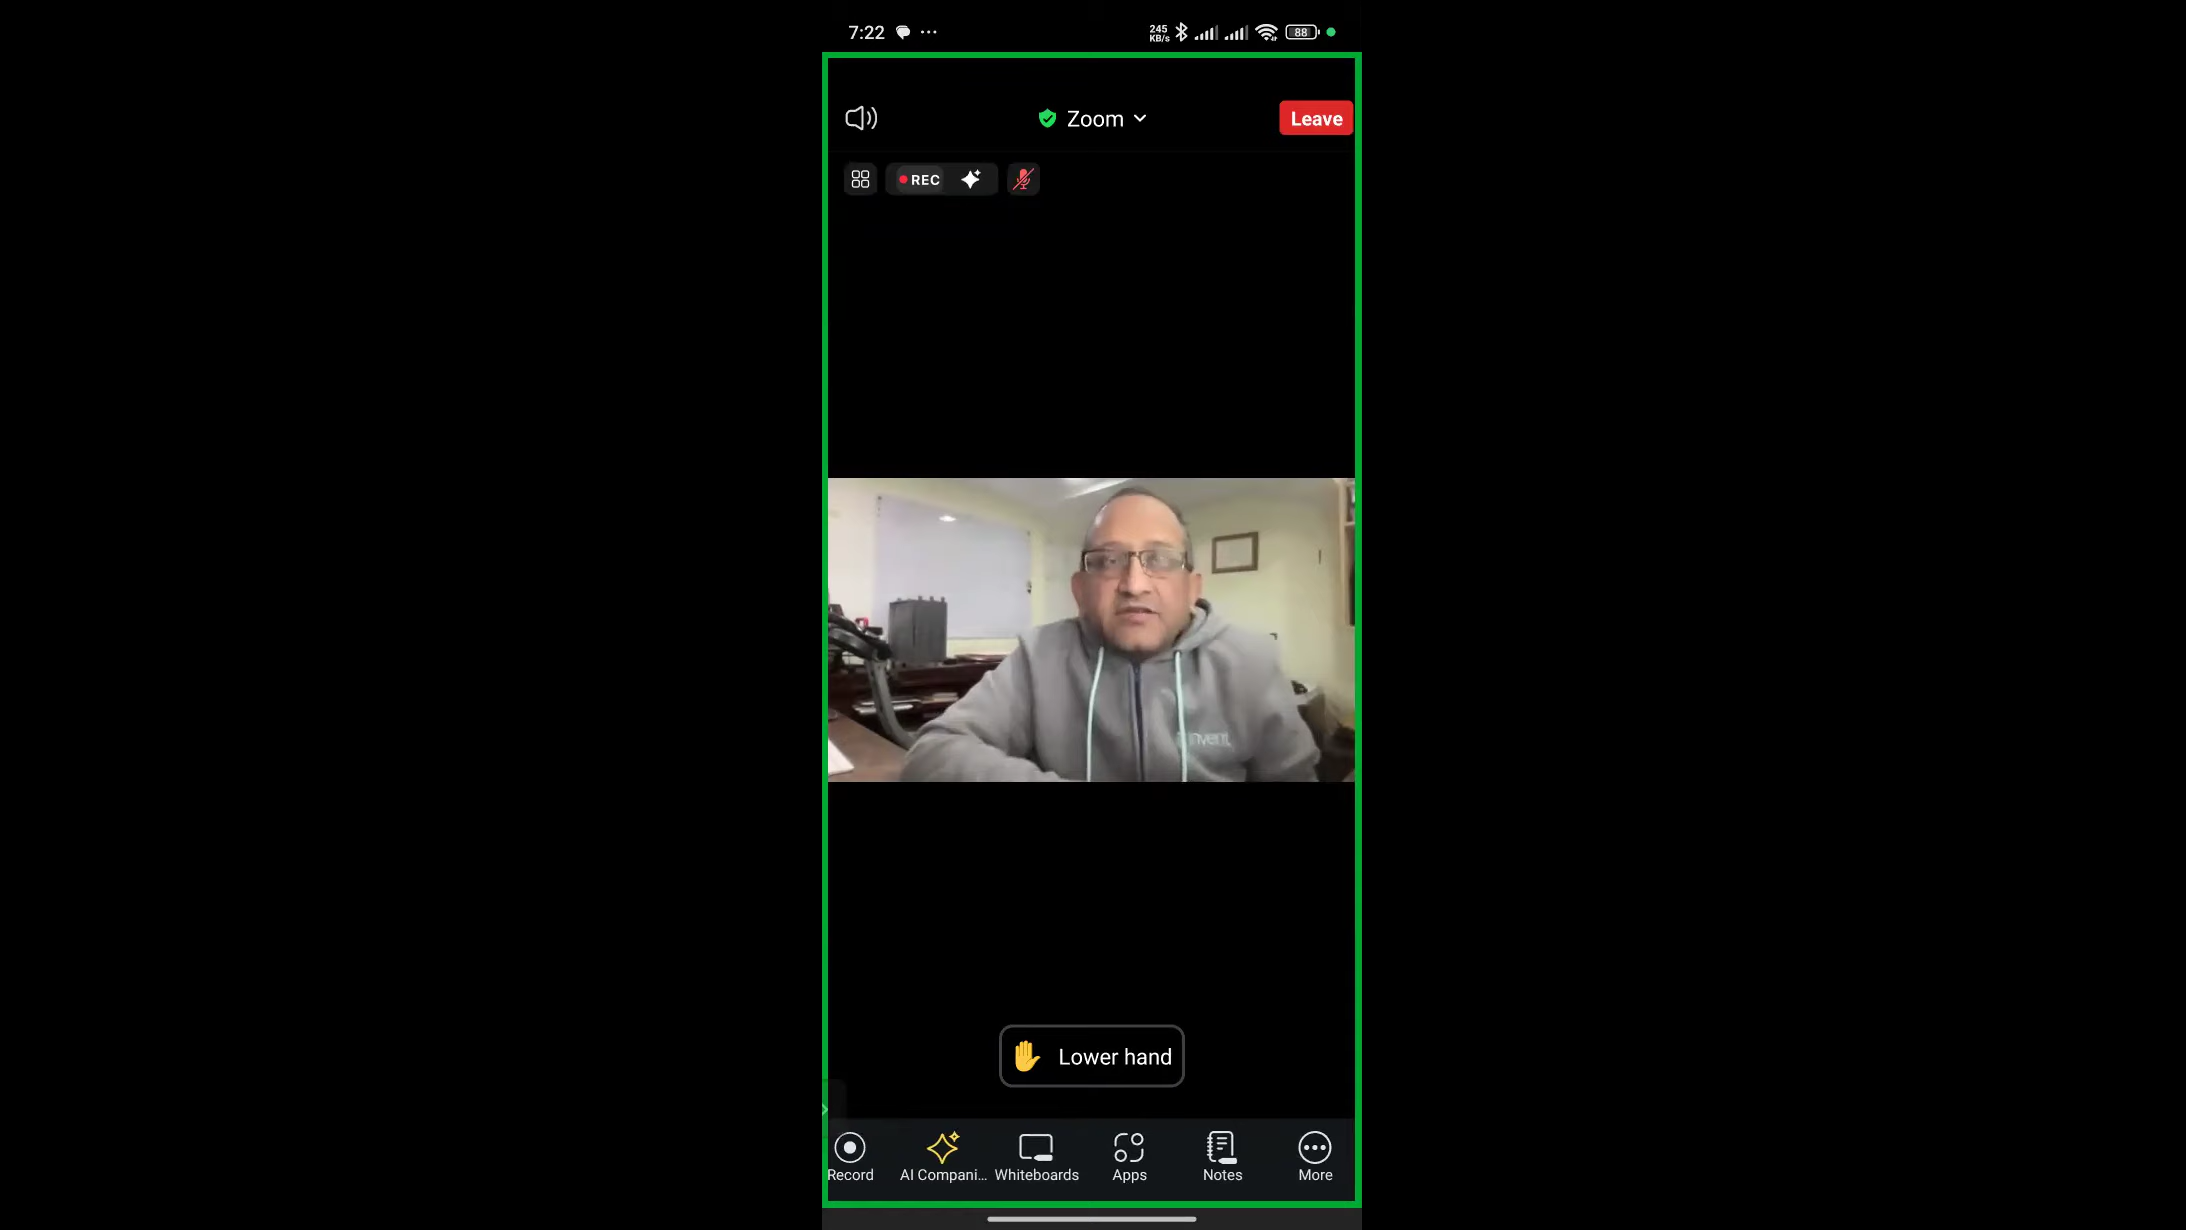 7:22
245
KB/s
88
Zoom
Leave
REC
Lower hand
Record
AI Compani...
Whiteboards
Apps
Notes
More